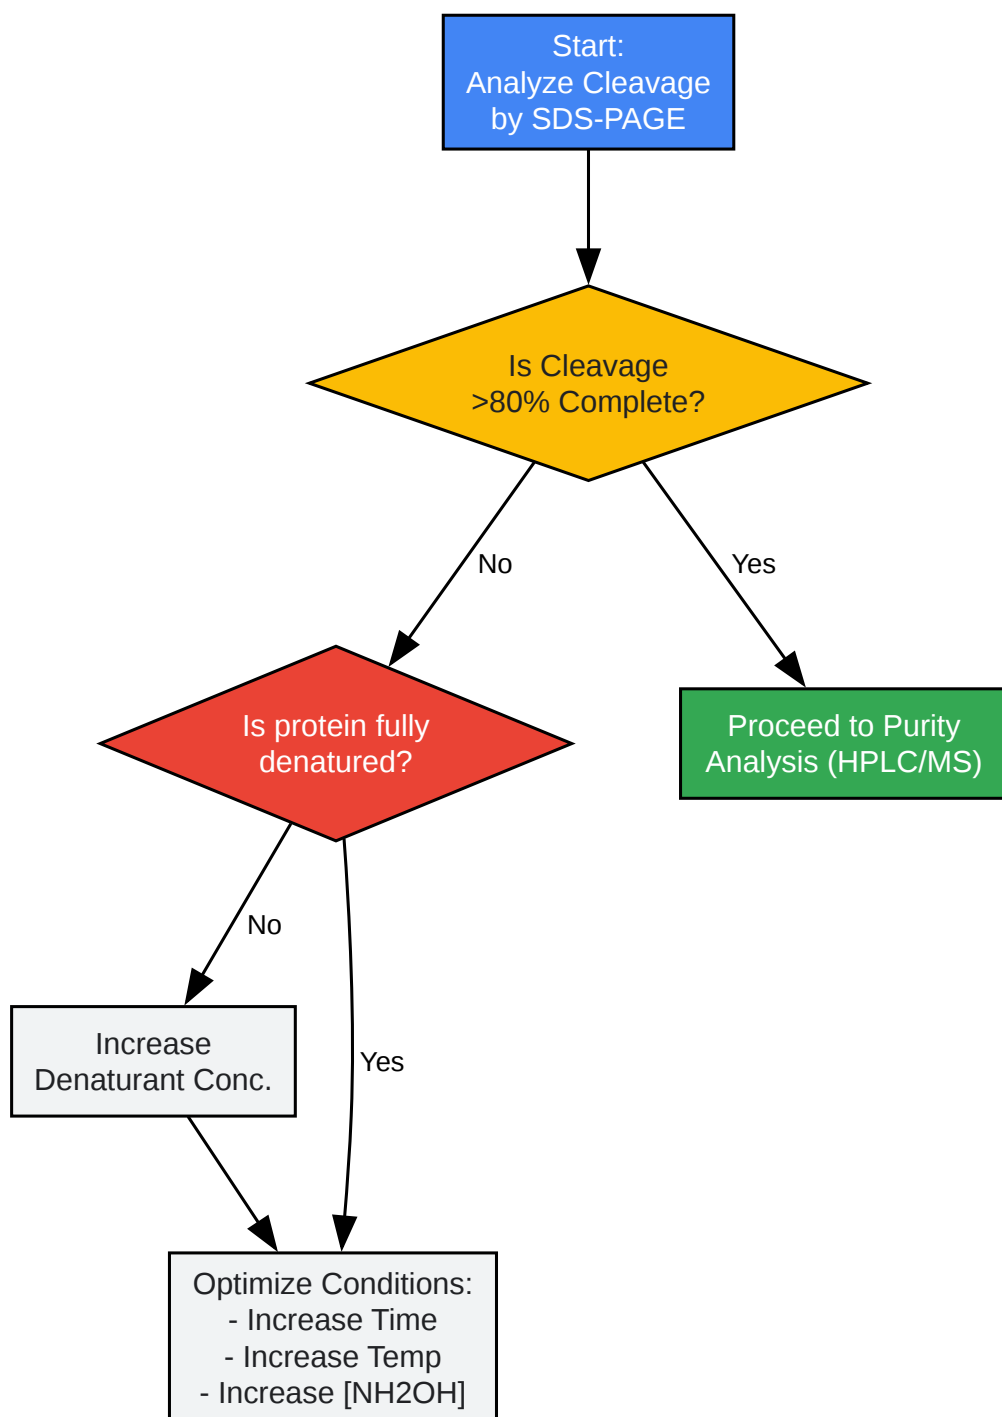 Start:
Analyze Cleavage
by SDS-PAGE
Is Cleavage
>80% Complete?
No
Yes
Is protein fully
denatured?
Proceed to Purity
Analysis (HPLC/MS)
No
Increase
Denaturant Conc.
Yes
Optimize Conditions:
- Increase Time
- Increase Temp
- Increase [NH2OH]